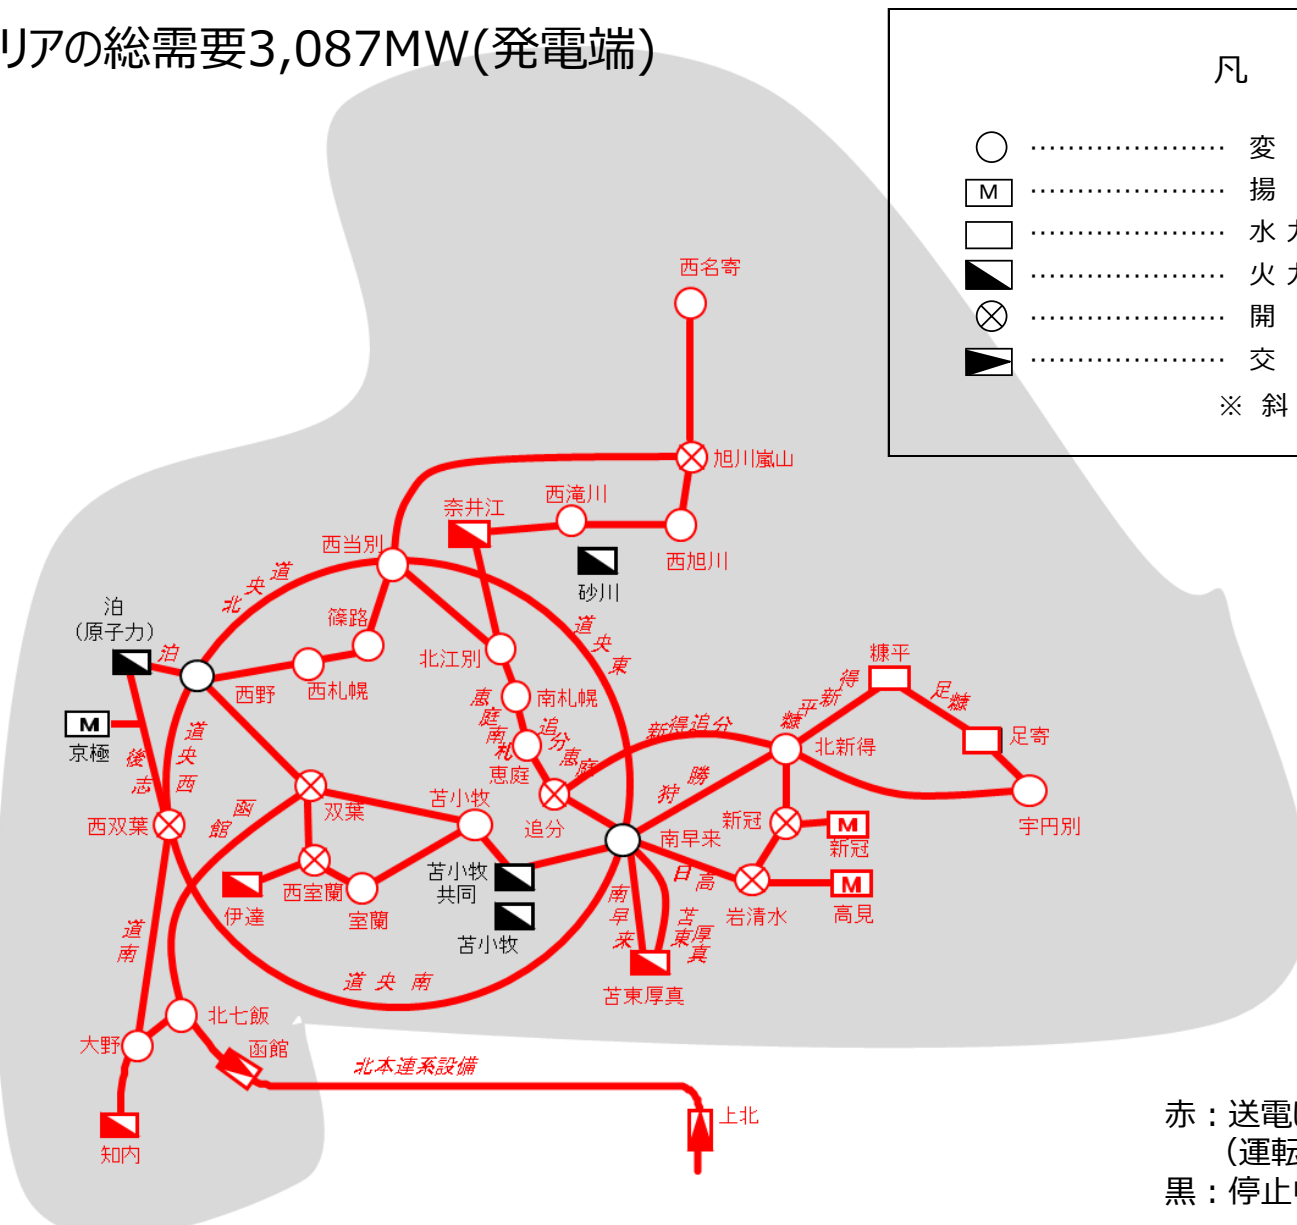 リアの総需要3,087MW(発電端)
凡
………………… 変
M ………………… 揚
………………… 水
………………… 火
………………… 開
………………… 交
※ 斜
西名寄
旭川嵐山
西滝川
奈井江
西旭川
砂川
西当別
道央北
篠路
泊
(原子力)
泊
北江別
道央東
西野
西札幌
南札幌
恵庭南札
追分恵庭
恵庭
糠平
糠平新得
足糠
足寄
新得追分
北新得
狩勝
宇円別
M
京極
後志
道央西
西双葉
函館
双葉
苫小牧
追分
南早来
新冠
M
新冠
日高
岩清水
M
高見
伊達
西室蘭
室蘭
苫小牧
共同
苫小牧
南早来
苫東厚真
苫東厚真
道南
道央南
大野
北七飯
函館
北本連系設備
上北
知内
赤:送電
(運転
黒:停止